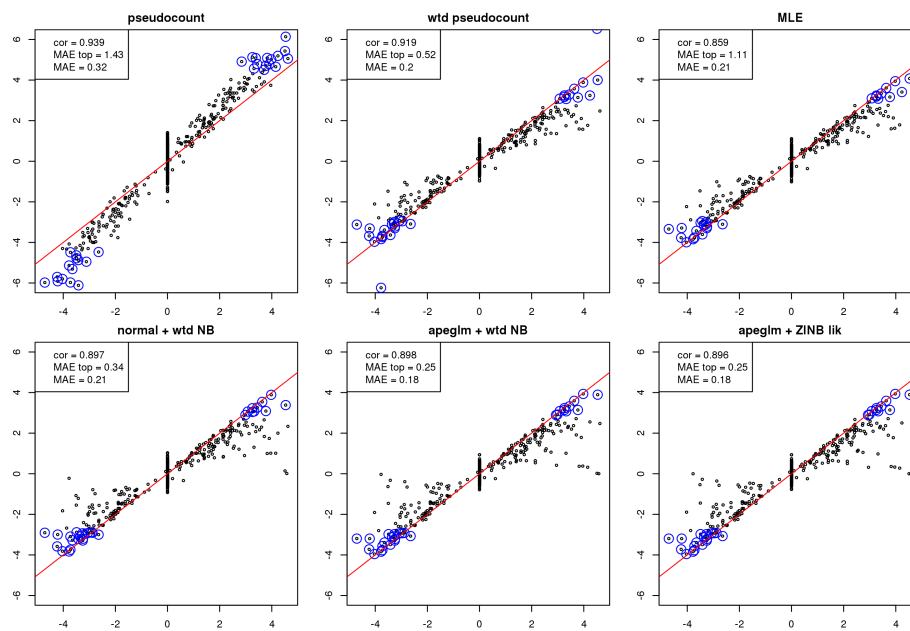 pseudocount
wtd pseudocount
MLE
cor = 0.939
MAE top = 1.43
MAE = 0.32
cor = 0.919
MAE top = 0.52
MAE = 0.2
cor = 0.859
MAE top = 1.11
MAE = 0.21
6
4
2
0
-2
-4
-6
6
4
2
0
-2
-4
-6
6
4
2
0
-2
-4
-6
-4 -2 0 2 4
-4 -2 0 2 4
-4 -2 0 2 4
normal + wtd NB
apeglm + wtd NB
apeglm + ZINB lik
cor = 0.897
MAE top = 0.34
MAE = 0.21
cor = 0.898
MAE top = 0.25
MAE = 0.18
cor = 0.896
MAE top = 0.25
MAE = 0.18
6
4
2
0
-2
-4
-6
6
4
2
0
-2
-4
-6
6
4
2
0
-2
-4
-6
-4 -2 0 2 4
-4 -2 0 2 4
-4 -2 0 2 4